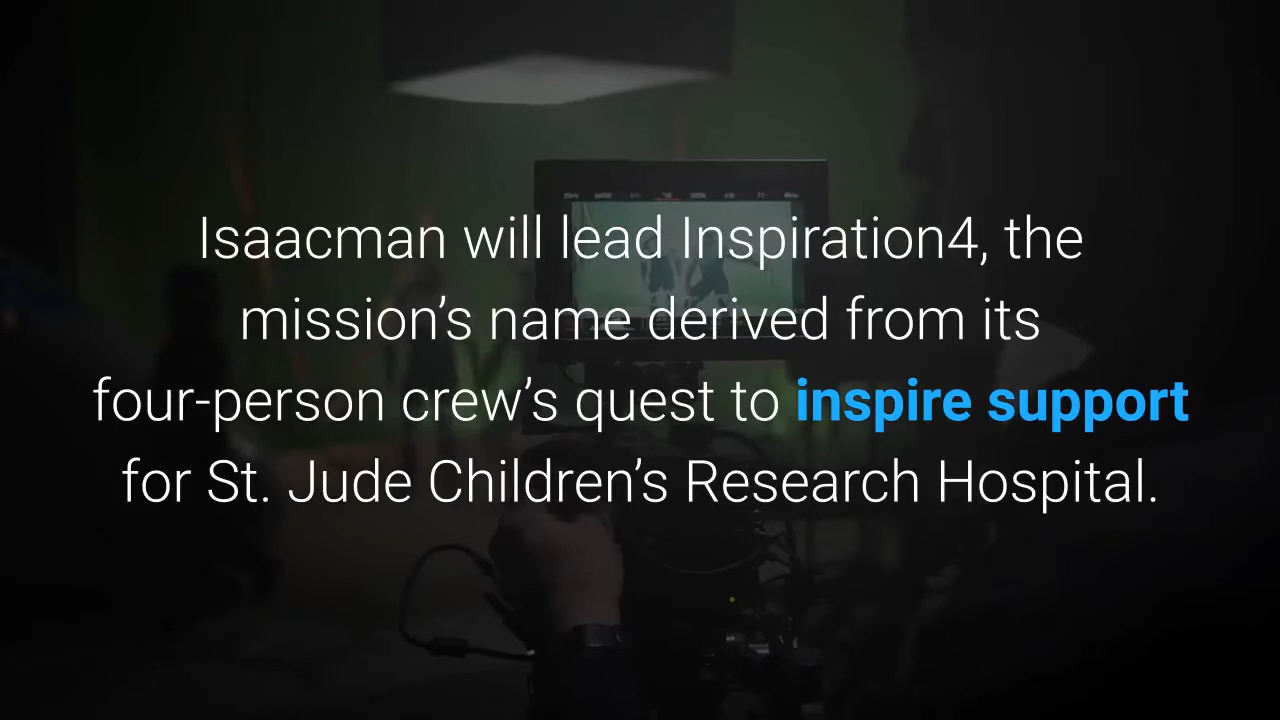 Isaacman will lead Inspiration4, the
mission’s name derived from its
four-person crew’s quest to inspire support
for St. Jude Children’s Research Hospital.